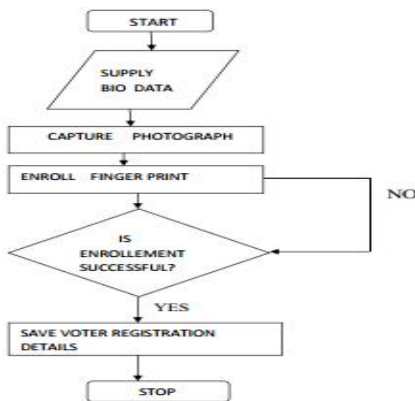 START
SUPPLY
BIO DATA
CAPTURE PHOTOGRAPH
ENROLL FINGER PRINT
NO
IS
ENROLLEMENT
SUCCESSFUL?
YES
SAVE VOTER REGISTRATION
DETAILS
STOP